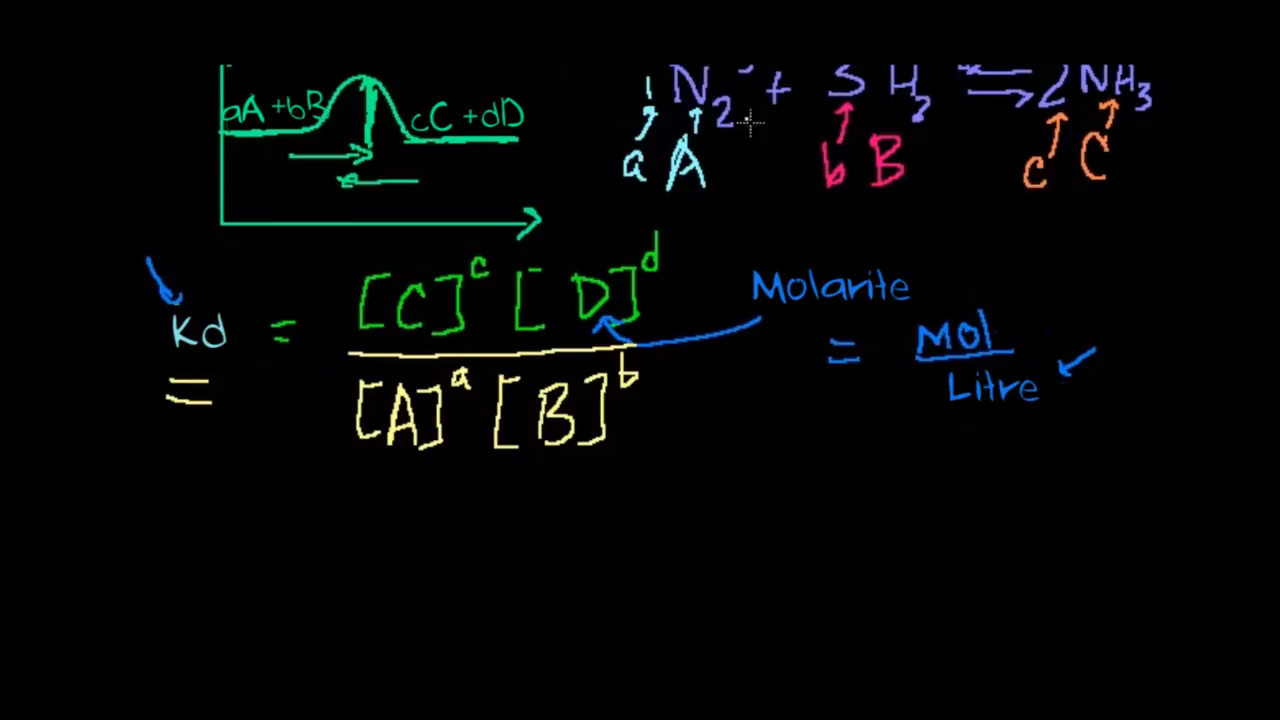 1 N2 + 3 H2 ⇌ 2 NH3
aA + bB
cC + dD
a A b B c C
Kd = [C]^c [D]^d
[A]^a [B]^b
Molarite
= Mol
Litre
=